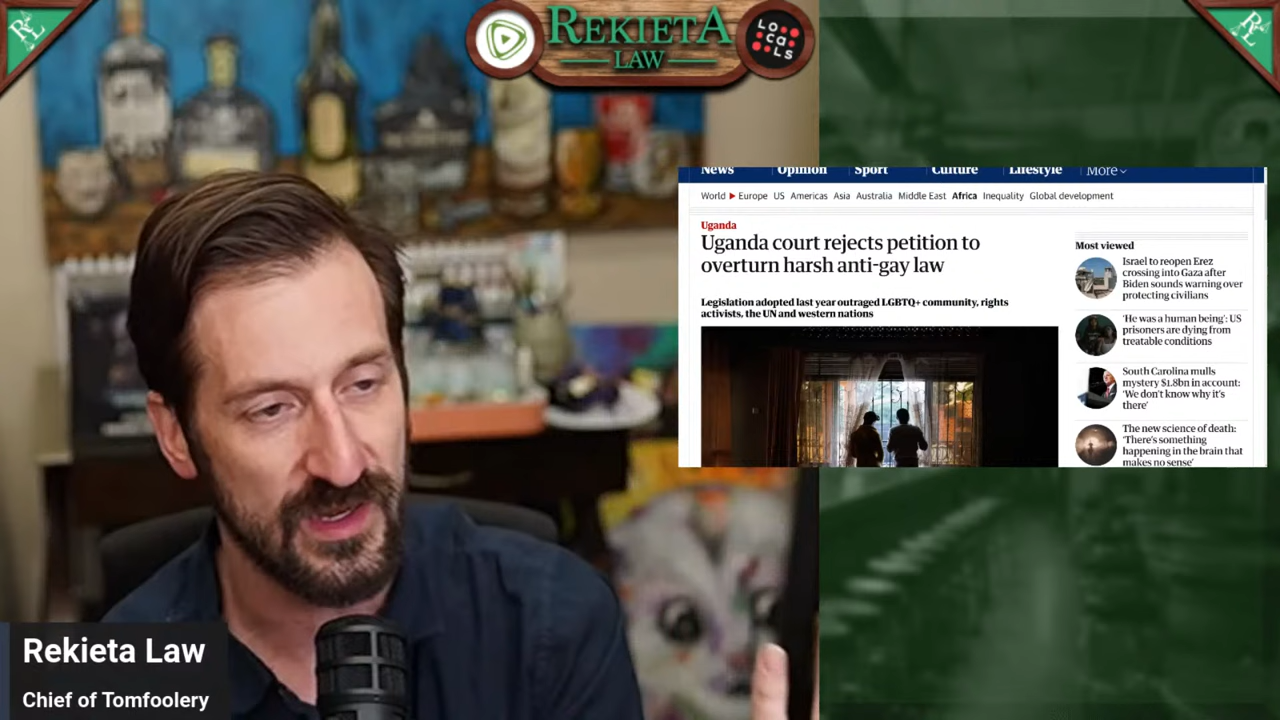 REKIETA
LAW
LOCALS
RL
RL
News
Opinion
Sport
Culture
Lifestyle
More
World
Europe
US
Americas
Asia
Australia
Middle East
Africa
Inequality
Global development
Uganda
Uganda court rejects petition to
overturn harsh anti-gay law
Legislation adopted last year outraged LGBTQ+ community, rights
activists, the UN and western nations
Most viewed
Israel to reopen Erez
crossing into Gaza after
Biden sounds warning over
protecting civilians
‘He was a human being’: US
prisoners are dying from
treatable conditions
South Carolina mulls
mystery $1.8bn in account:
‘We don’t know why it’s
there’
The new science of death:
‘There’s something
happening in the brain that
makes no sense’
Rekieta Law
Chief of Tomfoolery